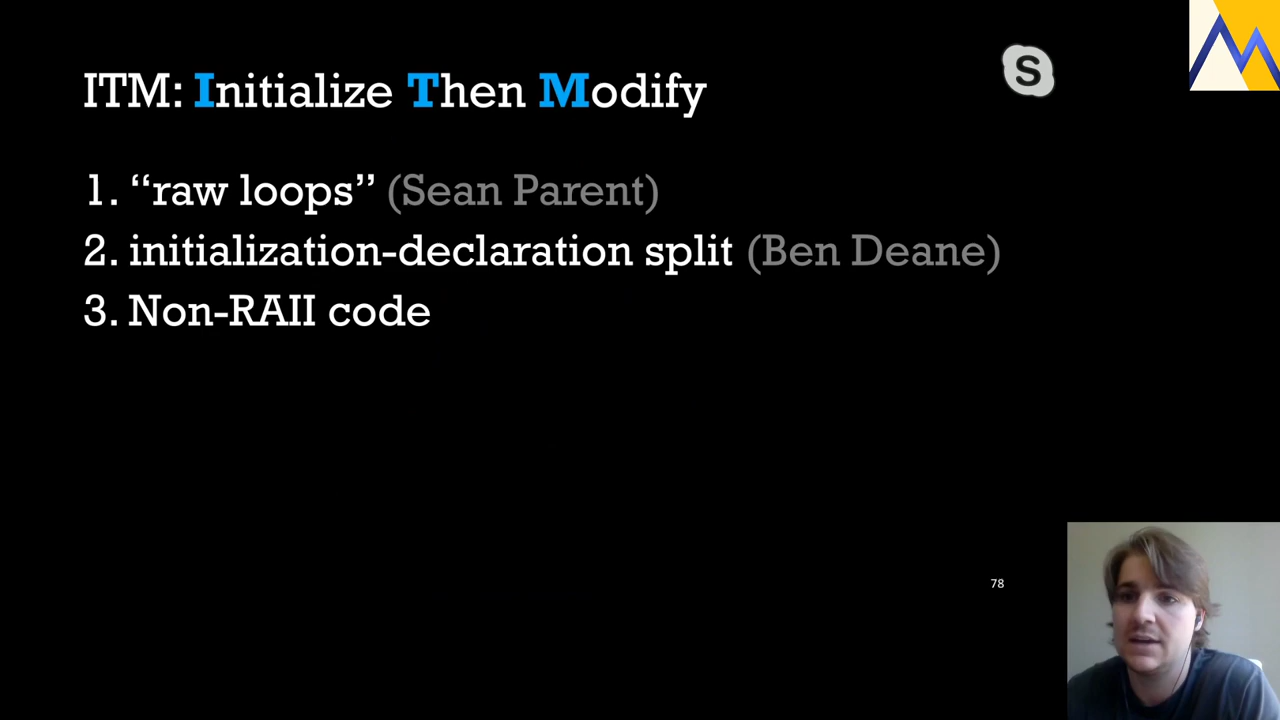 ITM: Initialize Then Modify
S
1. “raw loops” (Sean Parent)
2. initialization-declaration split (Ben Deane)
3. Non-RAII code
78